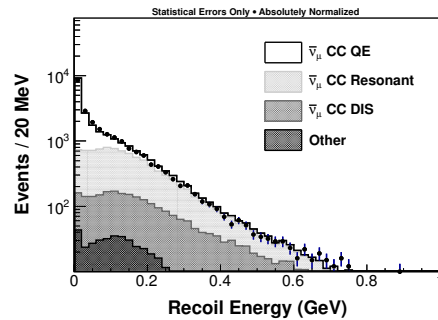 Statistical Errors Only • Absolutely Normalized
ν̄μ CC QE
ν̄μ CC Resonant
ν̄μ CC DIS
Other
Events / 20 MeV
10⁴
10³
10²
0 0.2 0.4 0.6 0.8 1
Recoil Energy (GeV)